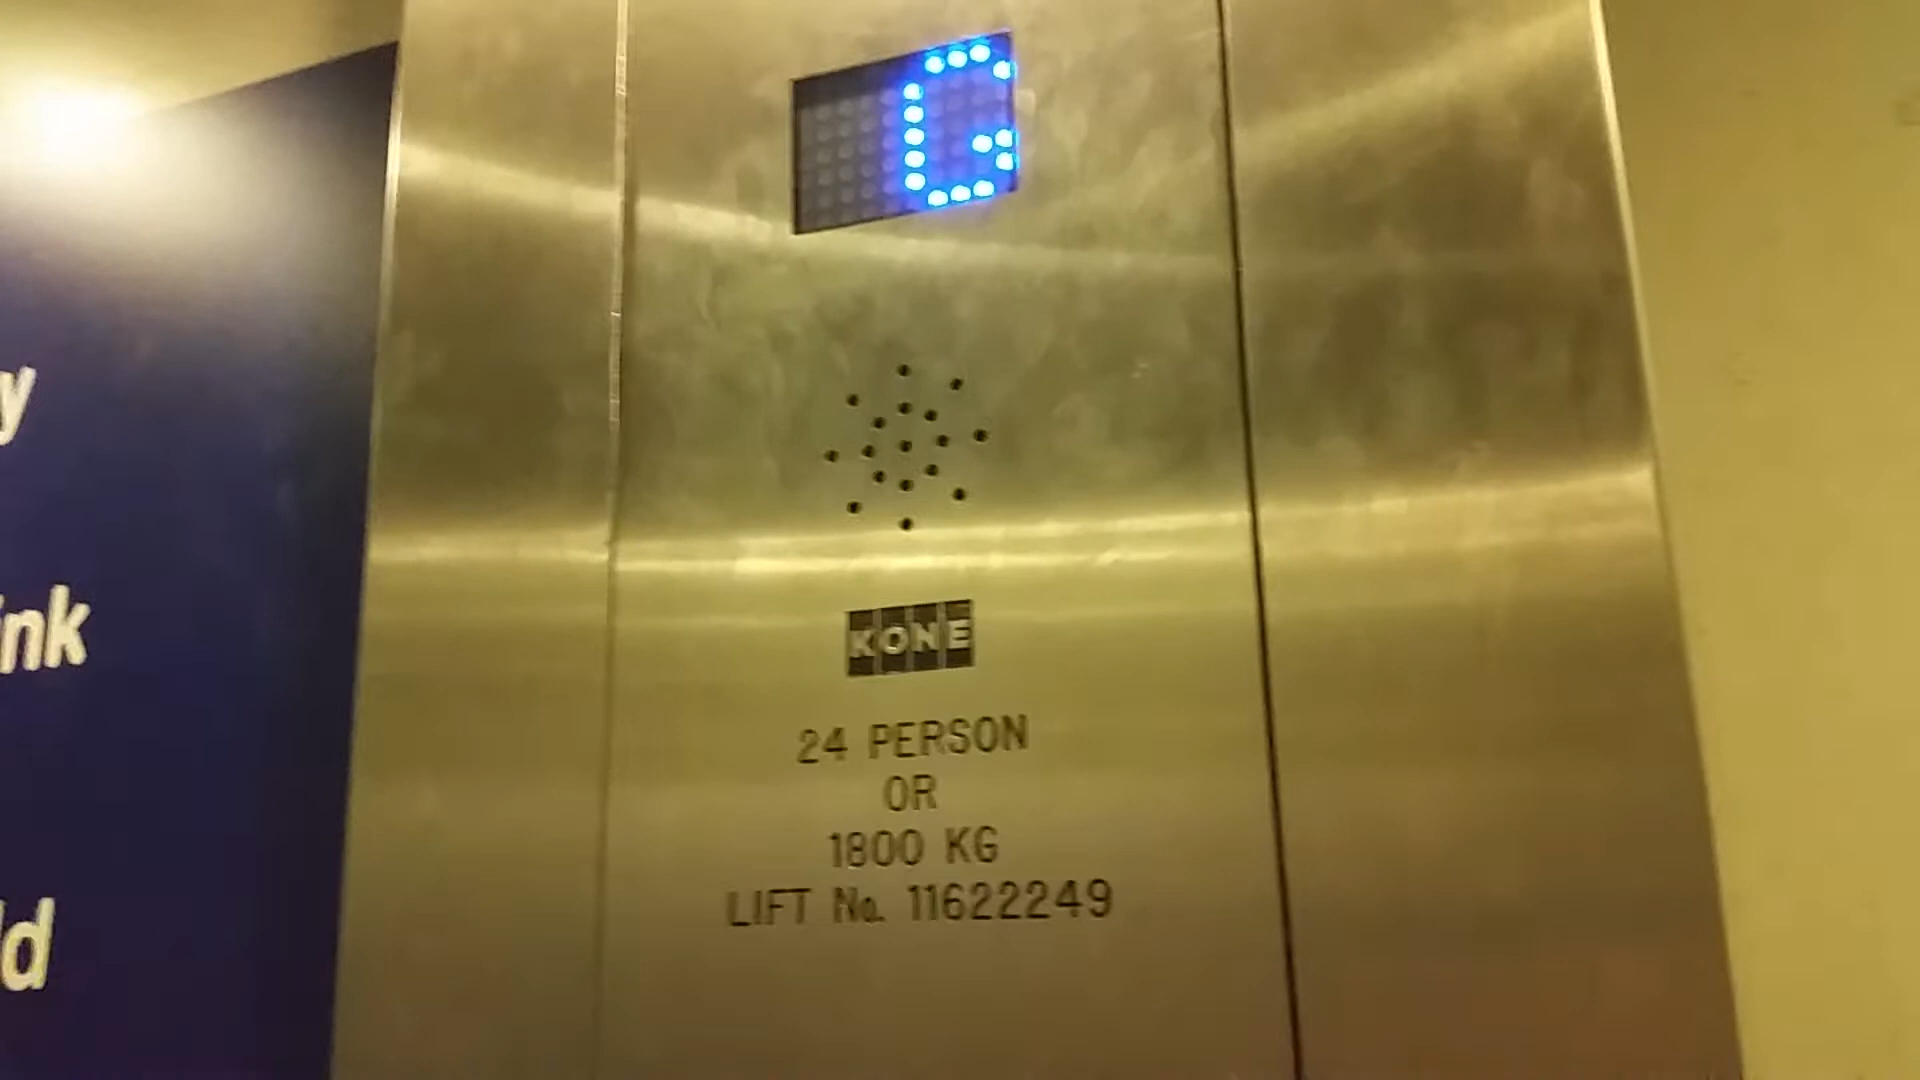 G
KONE
24 PERSON
OR
1800 KG
LIFT No. 11622249
y
ink
ld